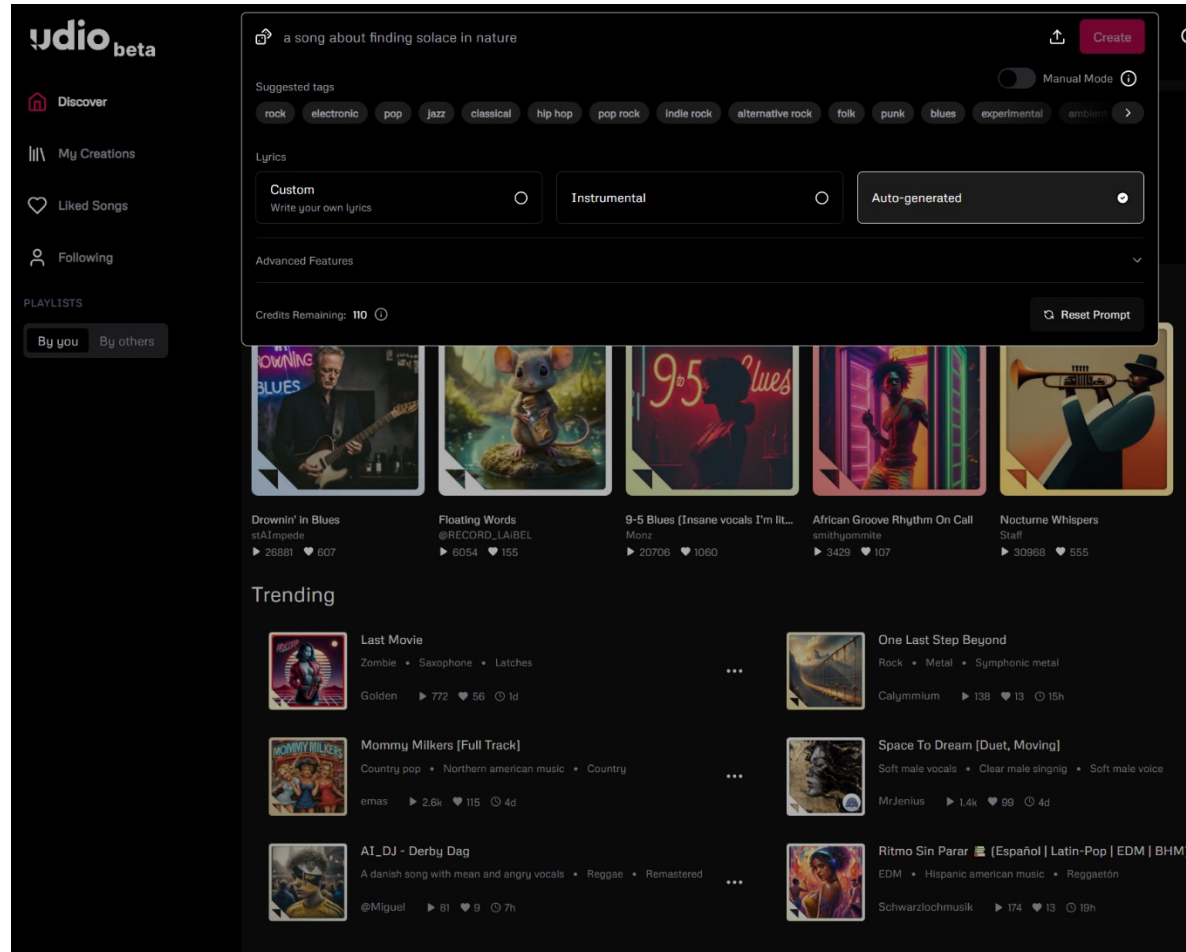 udio beta
Discover
My Creations
Liked Songs
Following
PLAYLISTS
By you By others
a song about finding solace in nature
Create
Manual Mode
Suggested tags
rock electronic pop jazz classical hip hop pop rock indie rock alternative rock folk punk blues experimental ambient
Lyrics
Custom
Write your own lyrics
Instrumental
Auto-generated
Advanced Features
Credits Remaining: 110
Reset Prompt
BLUES
9 to 5 Blues
Drownin' in Blues
stAImpede
26881 607
Floating Words
@RECORD_LAiBEL
6054 155
9-5 Blues (Insane vocals I'm lit...
Monz
20706 1060
African Groove Rhythm On Call
smithyommite
3429 107
Nocturne Whispers
Staff
30968 555
Trending
Last Movie
Zombie • Saxophone • Latches
Golden 772 56 1d
One Last Step Beyond
Rock • Metal • Symphonic metal
Calymmium 138 13 15h
MOMMY MILKERS
Mommy Milkers [Full Track]
Country pop • Northern american music • Country
emas 2.6k 115 4d
Space To Dream [Duet, Moving]
Soft male vocals • Clear male singnig • Soft male voice
MrJenius 1.4k 99 4d
AI_DJ - Derby Dag
A danish song with mean and angry vocals • Reggae • Remastered
@Miguel 81 9 7h
Ritmo Sin Parar (Español | Latin-Pop | EDM | BHM
EDM • Hispanic american music • Reggaetón
Schwarzlochmusik 174 13 19h